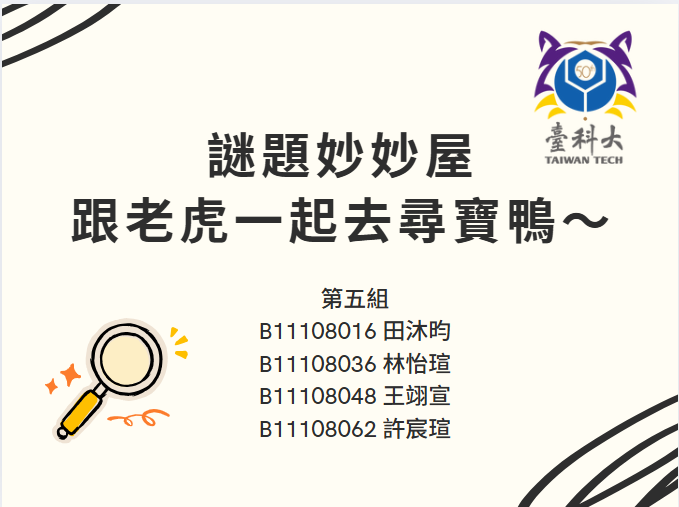 50th
臺科大
TAIWAN TECH
謎題妙妙屋
跟老虎一起去尋寶鴨～
第五組
B11108016 田沐昀
B11108036 林怡瑄
B11108048 王翊宣
B11108062 許宸瑄